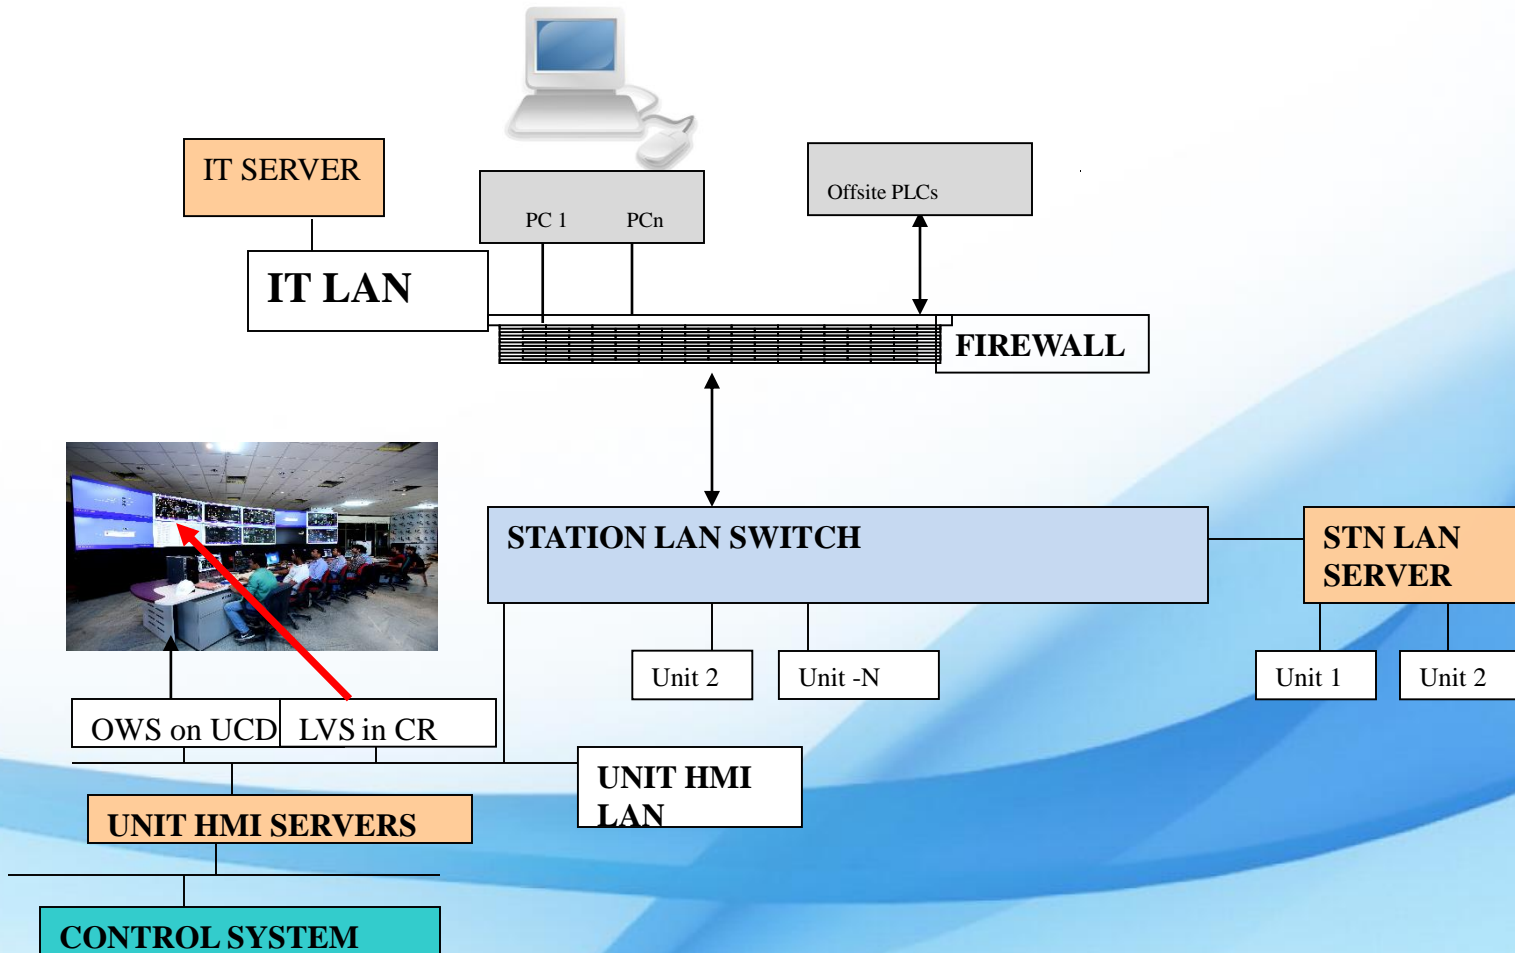 IT SERVER
PC 1 PCn
Offsite PLCs
IT LAN
FIREWALL
STATION LAN SWITCH
STN LAN
SERVER
Unit 2
Unit -N
Unit 1
Unit 2
OWS on UCD
LVS in CR
UNIT HMI
LAN
UNIT HMI SERVERS
CONTROL SYSTEM